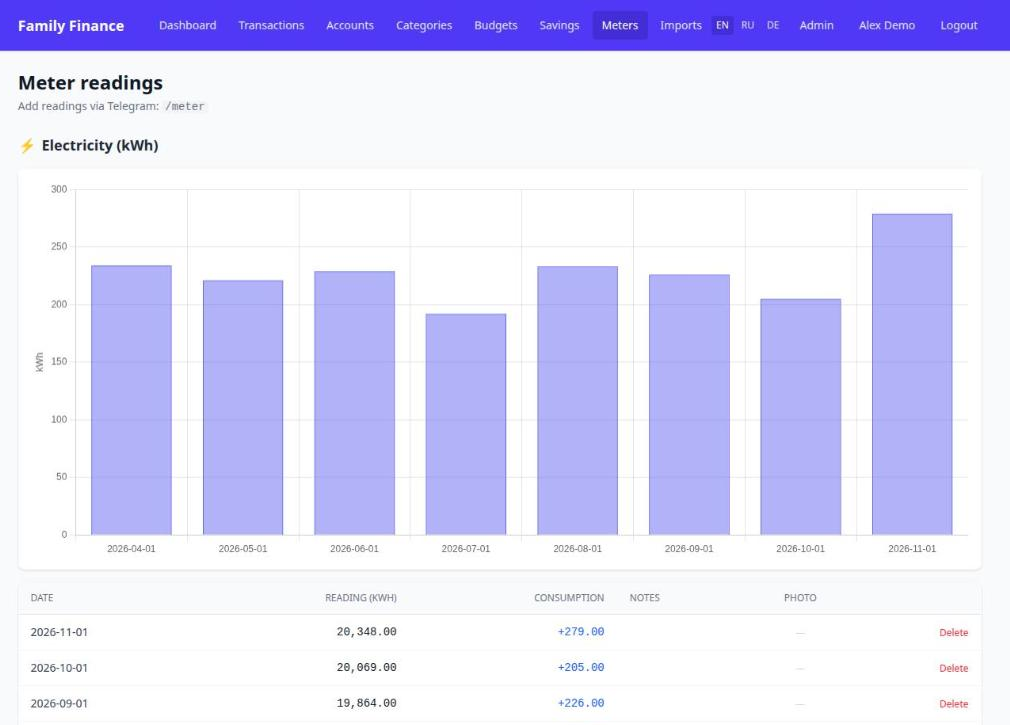 Family Finance Dashboard Transactions Accounts Categories Budgets Savings Meters Imports EN RU DE Admin Alex Demo Logout
Meter readings
Add readings via Telegram: /meter
⚡ Electricity (kWh)
300
250
200
150
100
50
0
kWh
2026-04-01 2026-05-01 2026-06-01 2026-07-01 2026-08-01 2026-09-01 2026-10-01 2026-11-01
DATE READING (KWH) CONSUMPTION NOTES PHOTO
2026-11-01 20,348.00 +279.00 — Delete
2026-10-01 20,069.00 +205.00 — Delete
2026-09-01 19,864.00 +226.00 — Delete